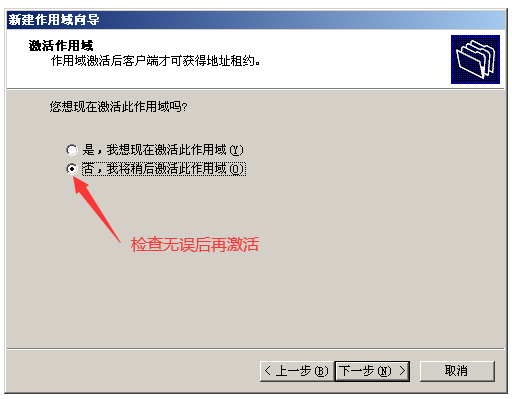 新建作用域向导
激活作用域
作用域激活后客户端才可获得地址租约。
您想现在激活此作用域吗?
是，我想现在激活此作用域(Y)
否，我将稍后激活此作用域(O)
检查无误后再激活
< 上一步(B) 下一步(N) > 取消